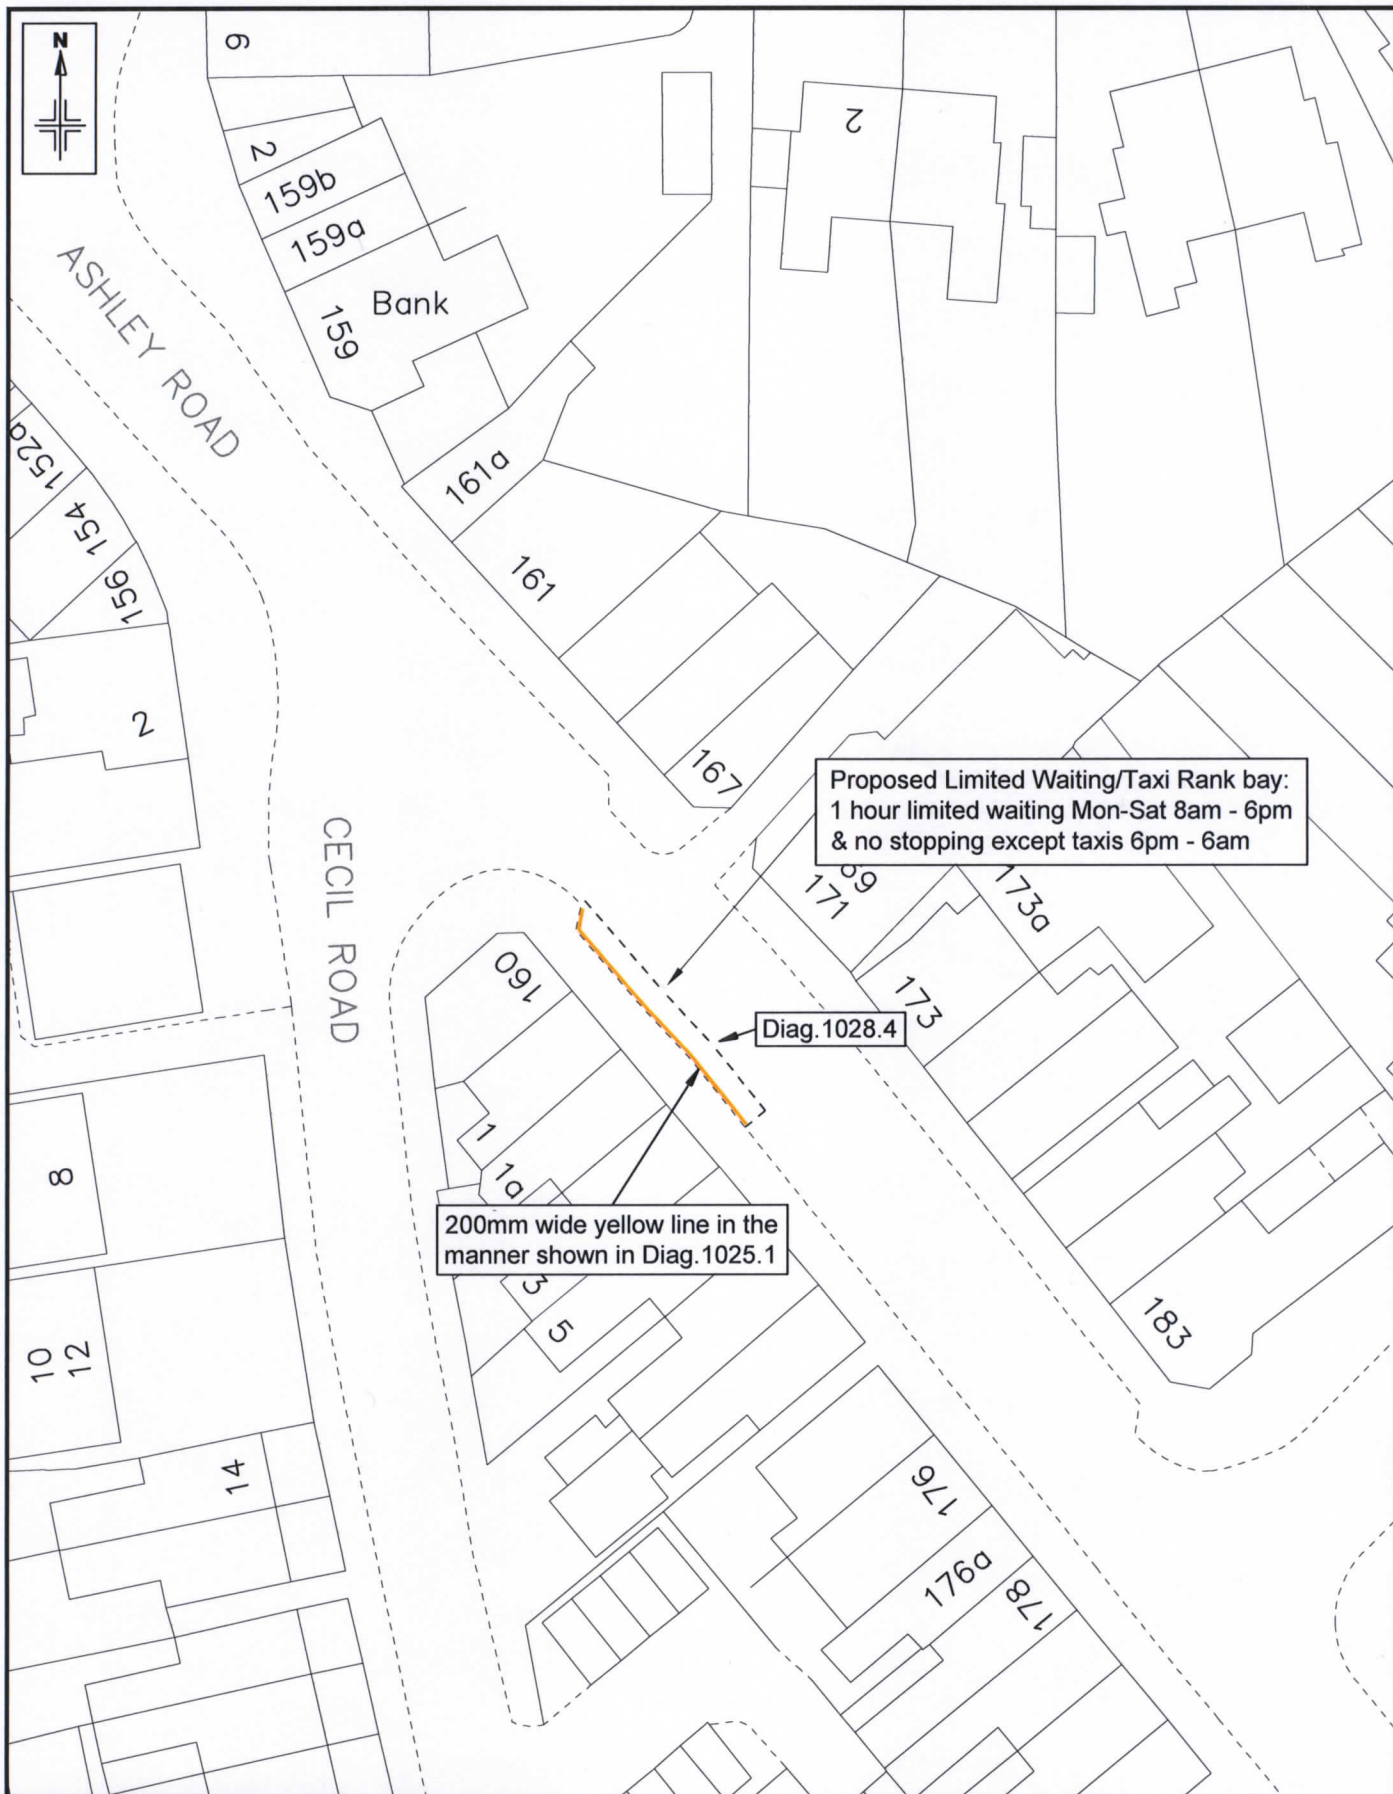 N
6
2
159b
159a
159
Bank
2
ASHLEY ROAD
152a
154
156
161a
161
167
2
Proposed Limited Waiting/Taxi Rank bay:
1 hour limited waiting Mon-Sat 8am - 6pm
& no stopping except taxis 6pm - 6am
171
173a
173
CECIL ROAD
160
Diag.1028.4
1
1a
8
200mm wide yellow line in the
manner shown in Diag.1025.1
3
5
10
12
183
14
176
176a
178